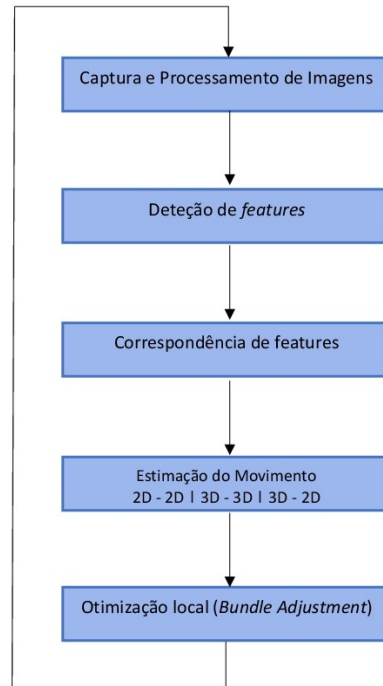 Captura e Processamento de Imagens
Deteção de features
Correspondência de features
Estimação do Movimento
2D - 2D | 3D - 3D | 3D - 2D
Otimização local (Bundle Adjustment)